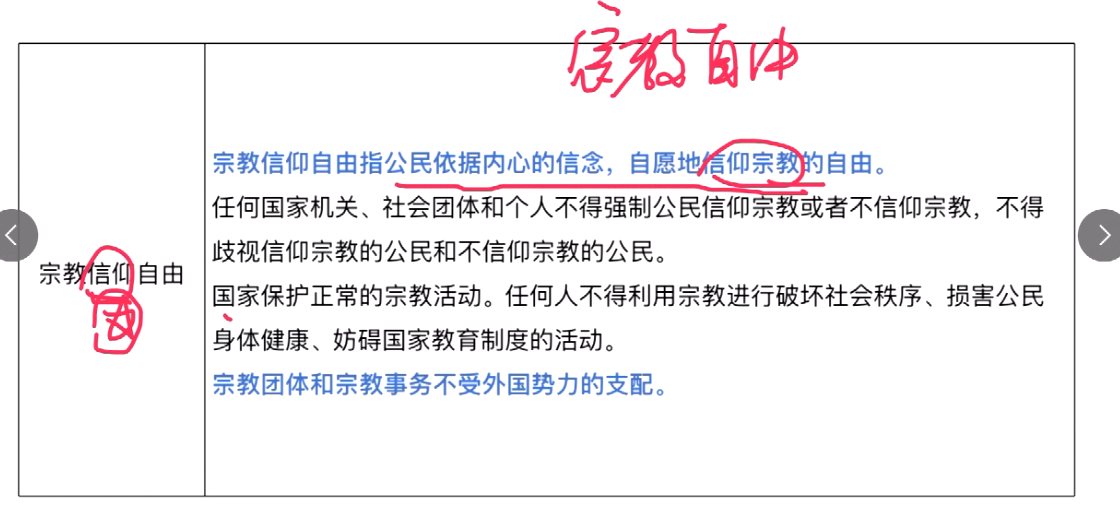 宗教自由
宗教信仰自由
宗教信仰自由指公民依据内心的信念，自愿地信仰宗教的自由。
任何国家机关、社会团体和个人不得强制公民信仰宗教或者不信仰宗教，不得
歧视信仰宗教的公民和不信仰宗教的公民。
国家保护正常的宗教活动。任何人不得利用宗教进行破坏社会秩序、损害公民
身体健康、妨碍国家教育制度的活动。
宗教团体和宗教事务不受外国势力的支配。